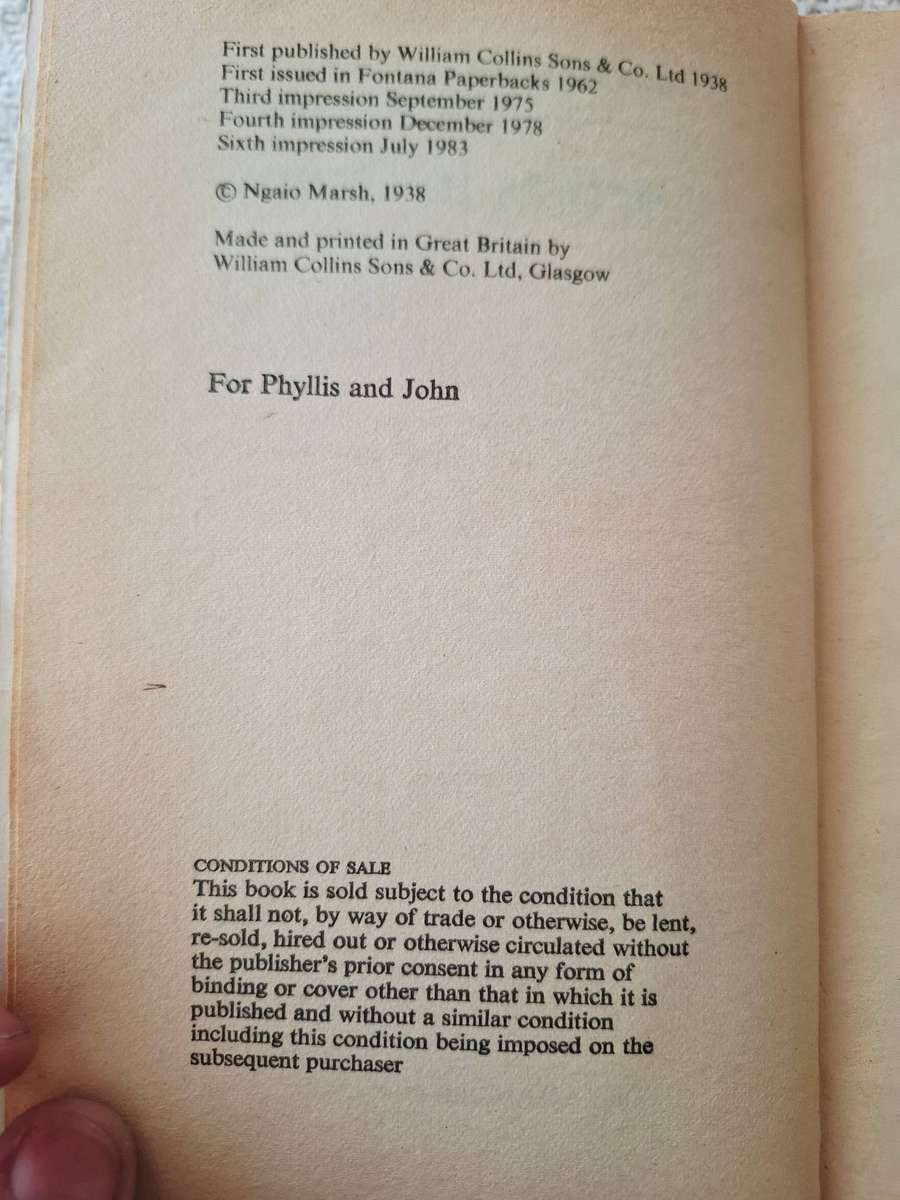 First published by William Collins Sons & Co. Ltd 1938
First issued in Fontana Paperbacks 1962
Third impression September 1975
Fourth impression December 1978
Sixth impression July 1983
© Ngaio Marsh, 1938
Made and printed in Great Britain by
William Collins Sons & Co. Ltd, Glasgow
For Phyllis and John
CONDITIONS OF SALE
This book is sold subject to the condition that
it shall not, by way of trade or otherwise, be lent,
re-sold, hired out or otherwise circulated without
the publisher's prior consent in any form of
binding or cover other than that in which it is
published and without a similar condition
including this condition being imposed on the
subsequent purchaser